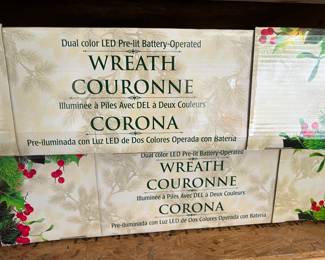 Dual color LED Pre-lit Battery-Operated
WREATH
COURONNE
Illuminée à Piles Avec DEL à Deux Couleurs
CORONA
Pre-iluminada con Luz LED de Dos Colores Operada con Bateria
Dual color LED Pre-lit Battery-Operated
WREATH
COURONNE
Illuminée à Piles Avec DEL à Deux Couleurs
CORONA
Pre-iluminada con Luz LED de Dos Colores Operada con Bateria